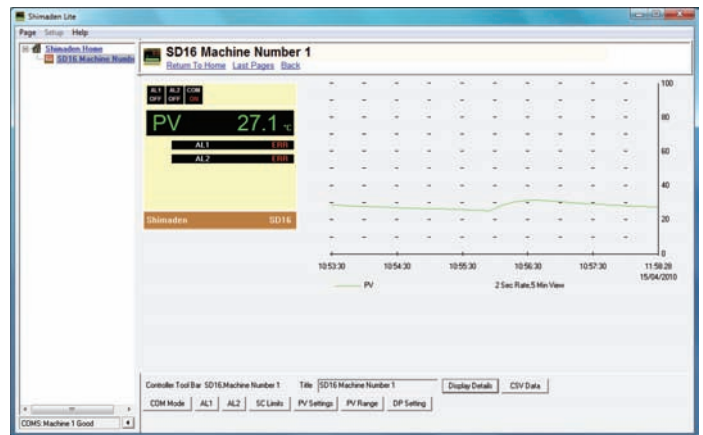 Shimaden Lite
Page Setup Help
Shimaden Home
SD16 Machine Numbe
SD16 Machine Number 1
Return To Home Last Pages Back
AL1 AL2 COM
OFF OFF ON
PV 27.1 °C
AL1 ERR
AL2 ERR
Shimaden SD16
100
80
60
40
20
0
10:53:30 10:54:30 10:55:30 10:56:30 10:57:30 11:58:28
15/04/2010
PV 2 Sec Rate,5 Min View
Controller Tool Bar SD16,Machine Number 1 Title SD16 Machine Number 1 Display Details CSV Data
COM Mode AL1 AL2 SC Limits PV Settings PV Range DP Setting
COMS: Machine 1 Good